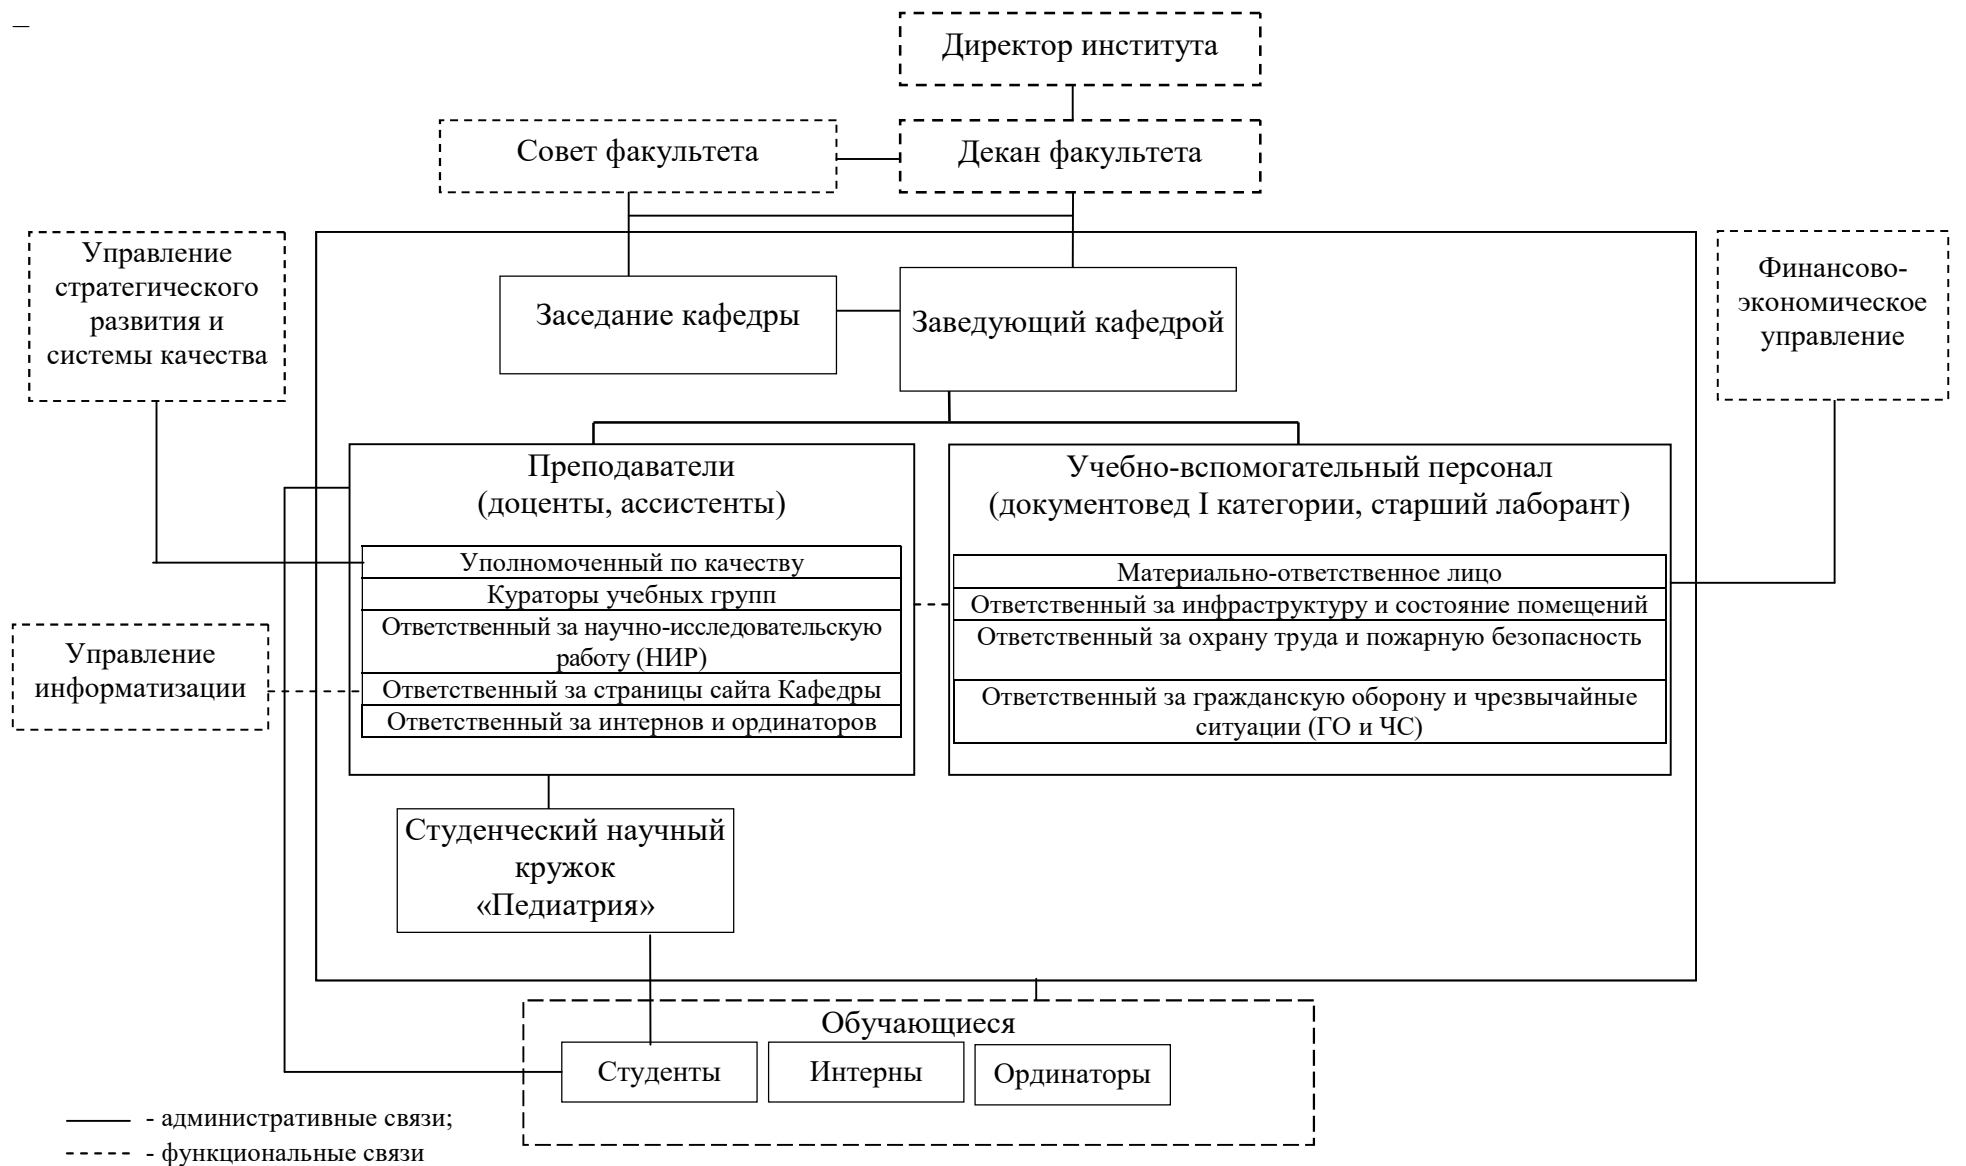 Директор института
Совет факультета
Декан факультета
Управление
стратегического
развития и
системы качества
Финансово-
экономическое
управление
Заседание кафедры
Заведующий кафедрой
Преподаватели
(доценты, ассистенты)
Уполномоченный по качеству
Кураторы учебных групп
Ответственный за научно-исследовательскую
работу (НИР)
Ответственный за страницы сайта Кафедры
Ответственный за интернов и ординаторов
Учебно-вспомогательный персонал
(документовед I категории, старший лаборант)
Материально-ответственное лицо
Ответственный за инфраструктуру и состояние помещений
Ответственный за охрану труда и пожарную безопасность
Ответственный за гражданскую оборону и чрезвычайные
ситуации (ГО и ЧС)
Управление
информатизации
Студенческий научный
кружок
«Педиатрия»
Обучающиеся
Студенты
Интерны
Ординаторы
- административные связи;
- функциональные связи